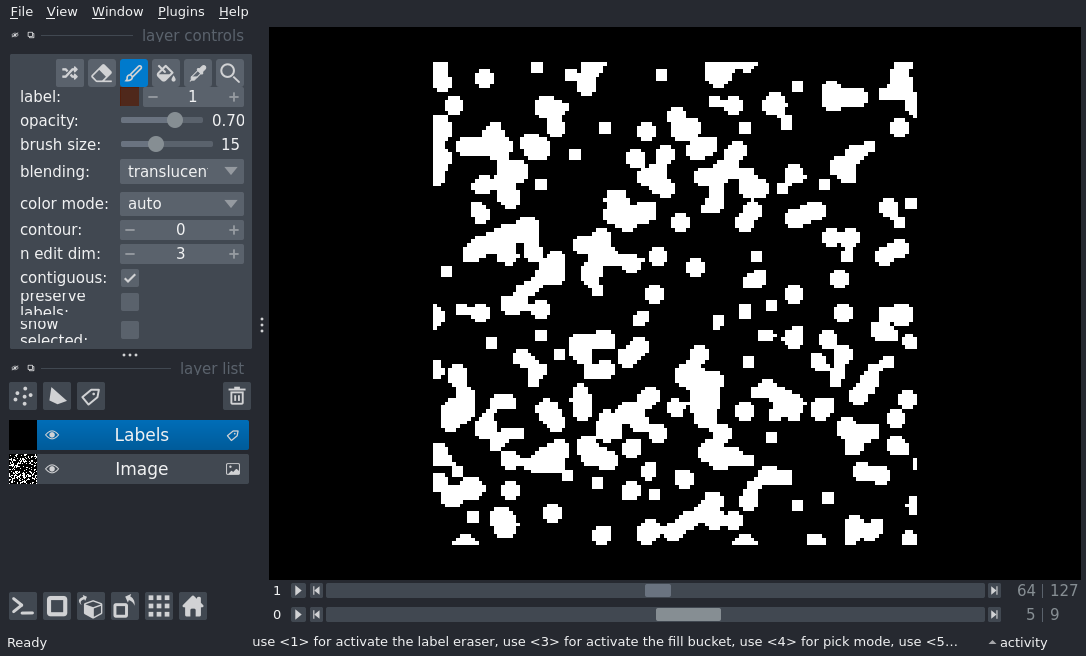 File View Window Plugins Help
layer controls
label: 1
opacity: 0.70
brush size: 15
blending: translucen
color mode: auto
contour: 0
n edit dim: 3
contiguous:
preserve
labels:
show
selected:
layer list
Labels
Image
1 64 127
0 5 9
Ready use <1> for activate the label eraser, use <3> for activate the fill bucket, use <4> for pick mode, use <5... activity